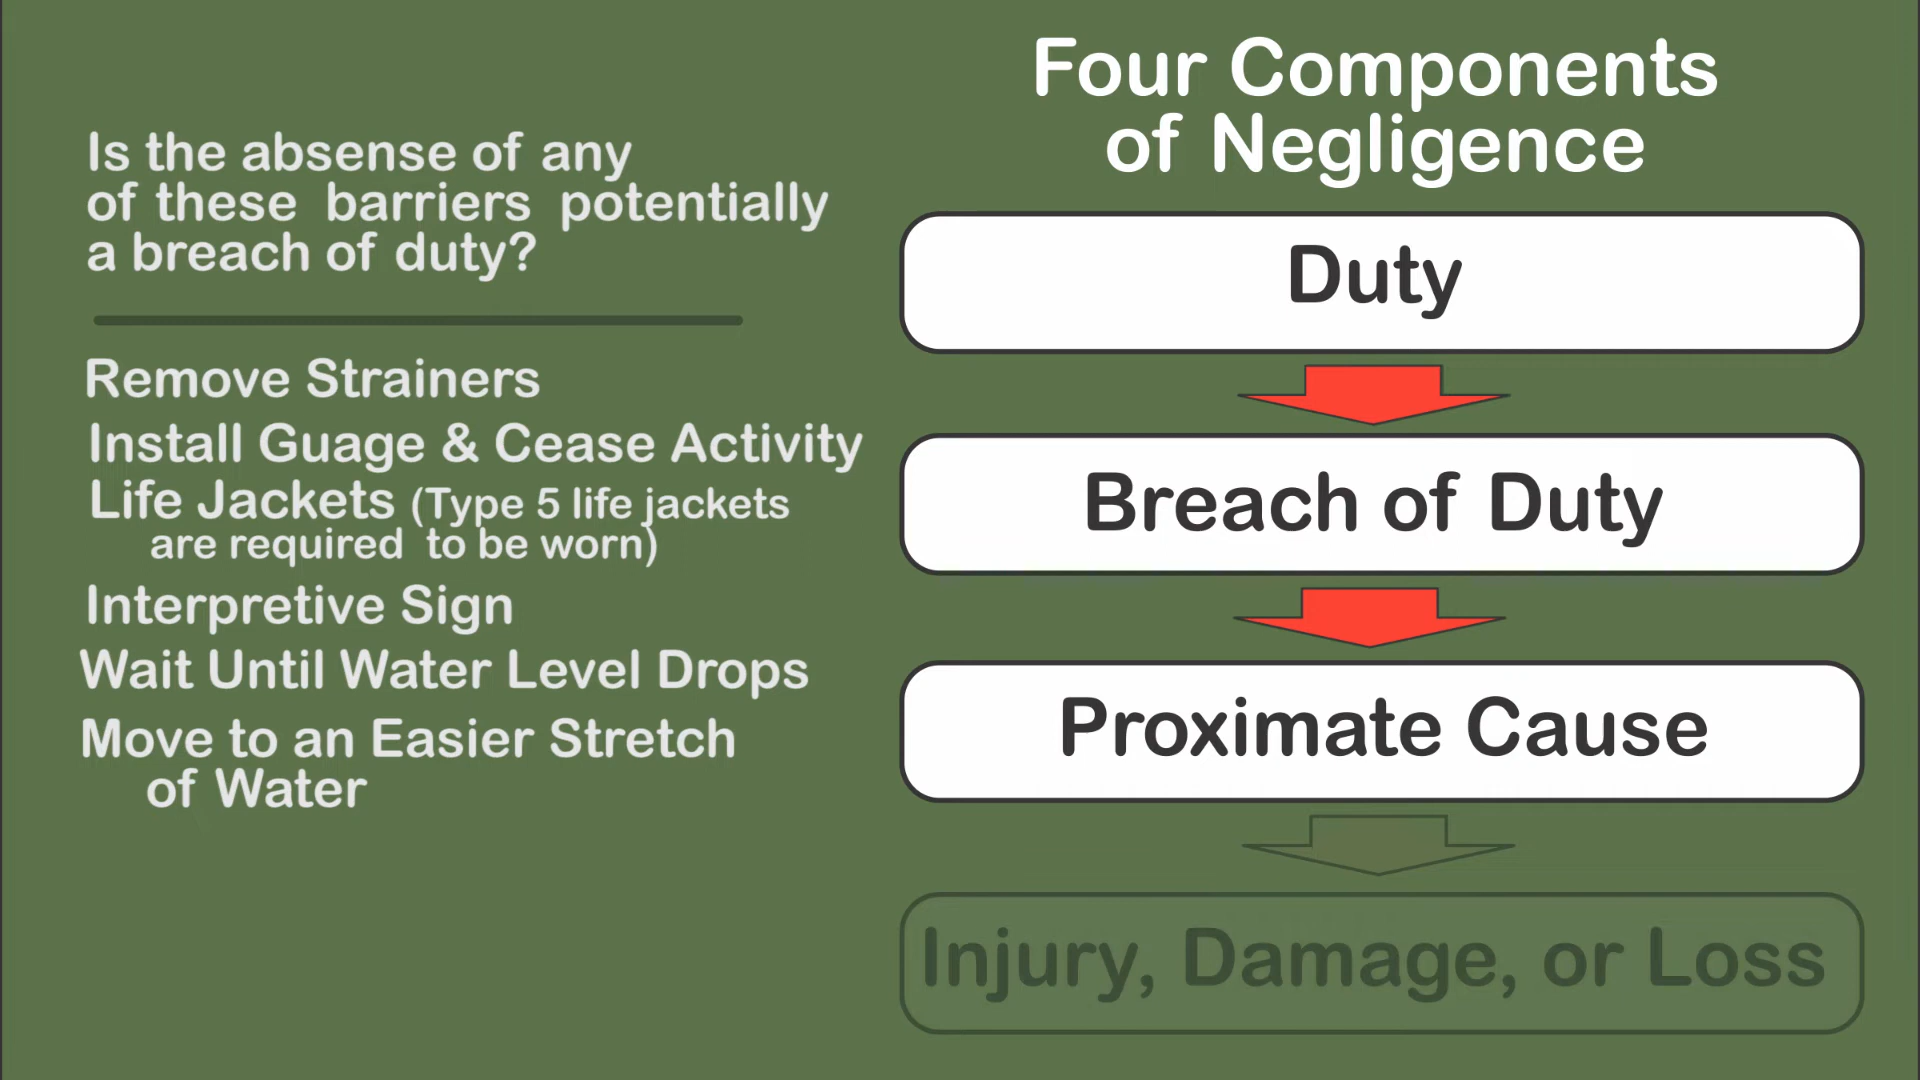 Is the absense of any
of these barriers potentially
a breach of duty?
Remove Strainers
Install Guage & Cease Activity
Life Jackets (Type 5 life jackets
are required to be worn)
Interpretive Sign
Wait Until Water Level Drops
Move to an Easier Stretch
of Water
Four Components
of Negligence
Duty
Breach of Duty
Proximate Cause
Injury, Damage, or Loss